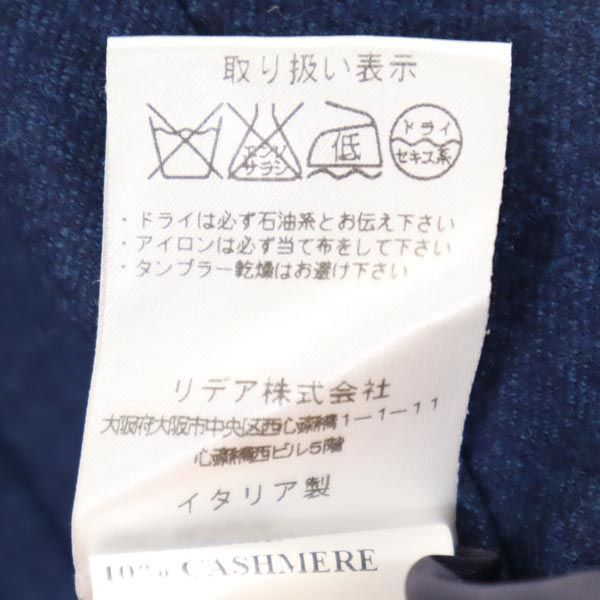 取り扱い表示
エンソ
サラシ
低
ドライ
セキユ系
・ドライは必ず石油系とお伝え下さい
・アイロンは必ず当て布をして下さい
・タンブラー乾燥はお避け下さい
リデア株式会社
大阪府大阪市中央区西心斎橋1-1-11
心斎橋西ビル5階
イタリア製
10% CASHMERE